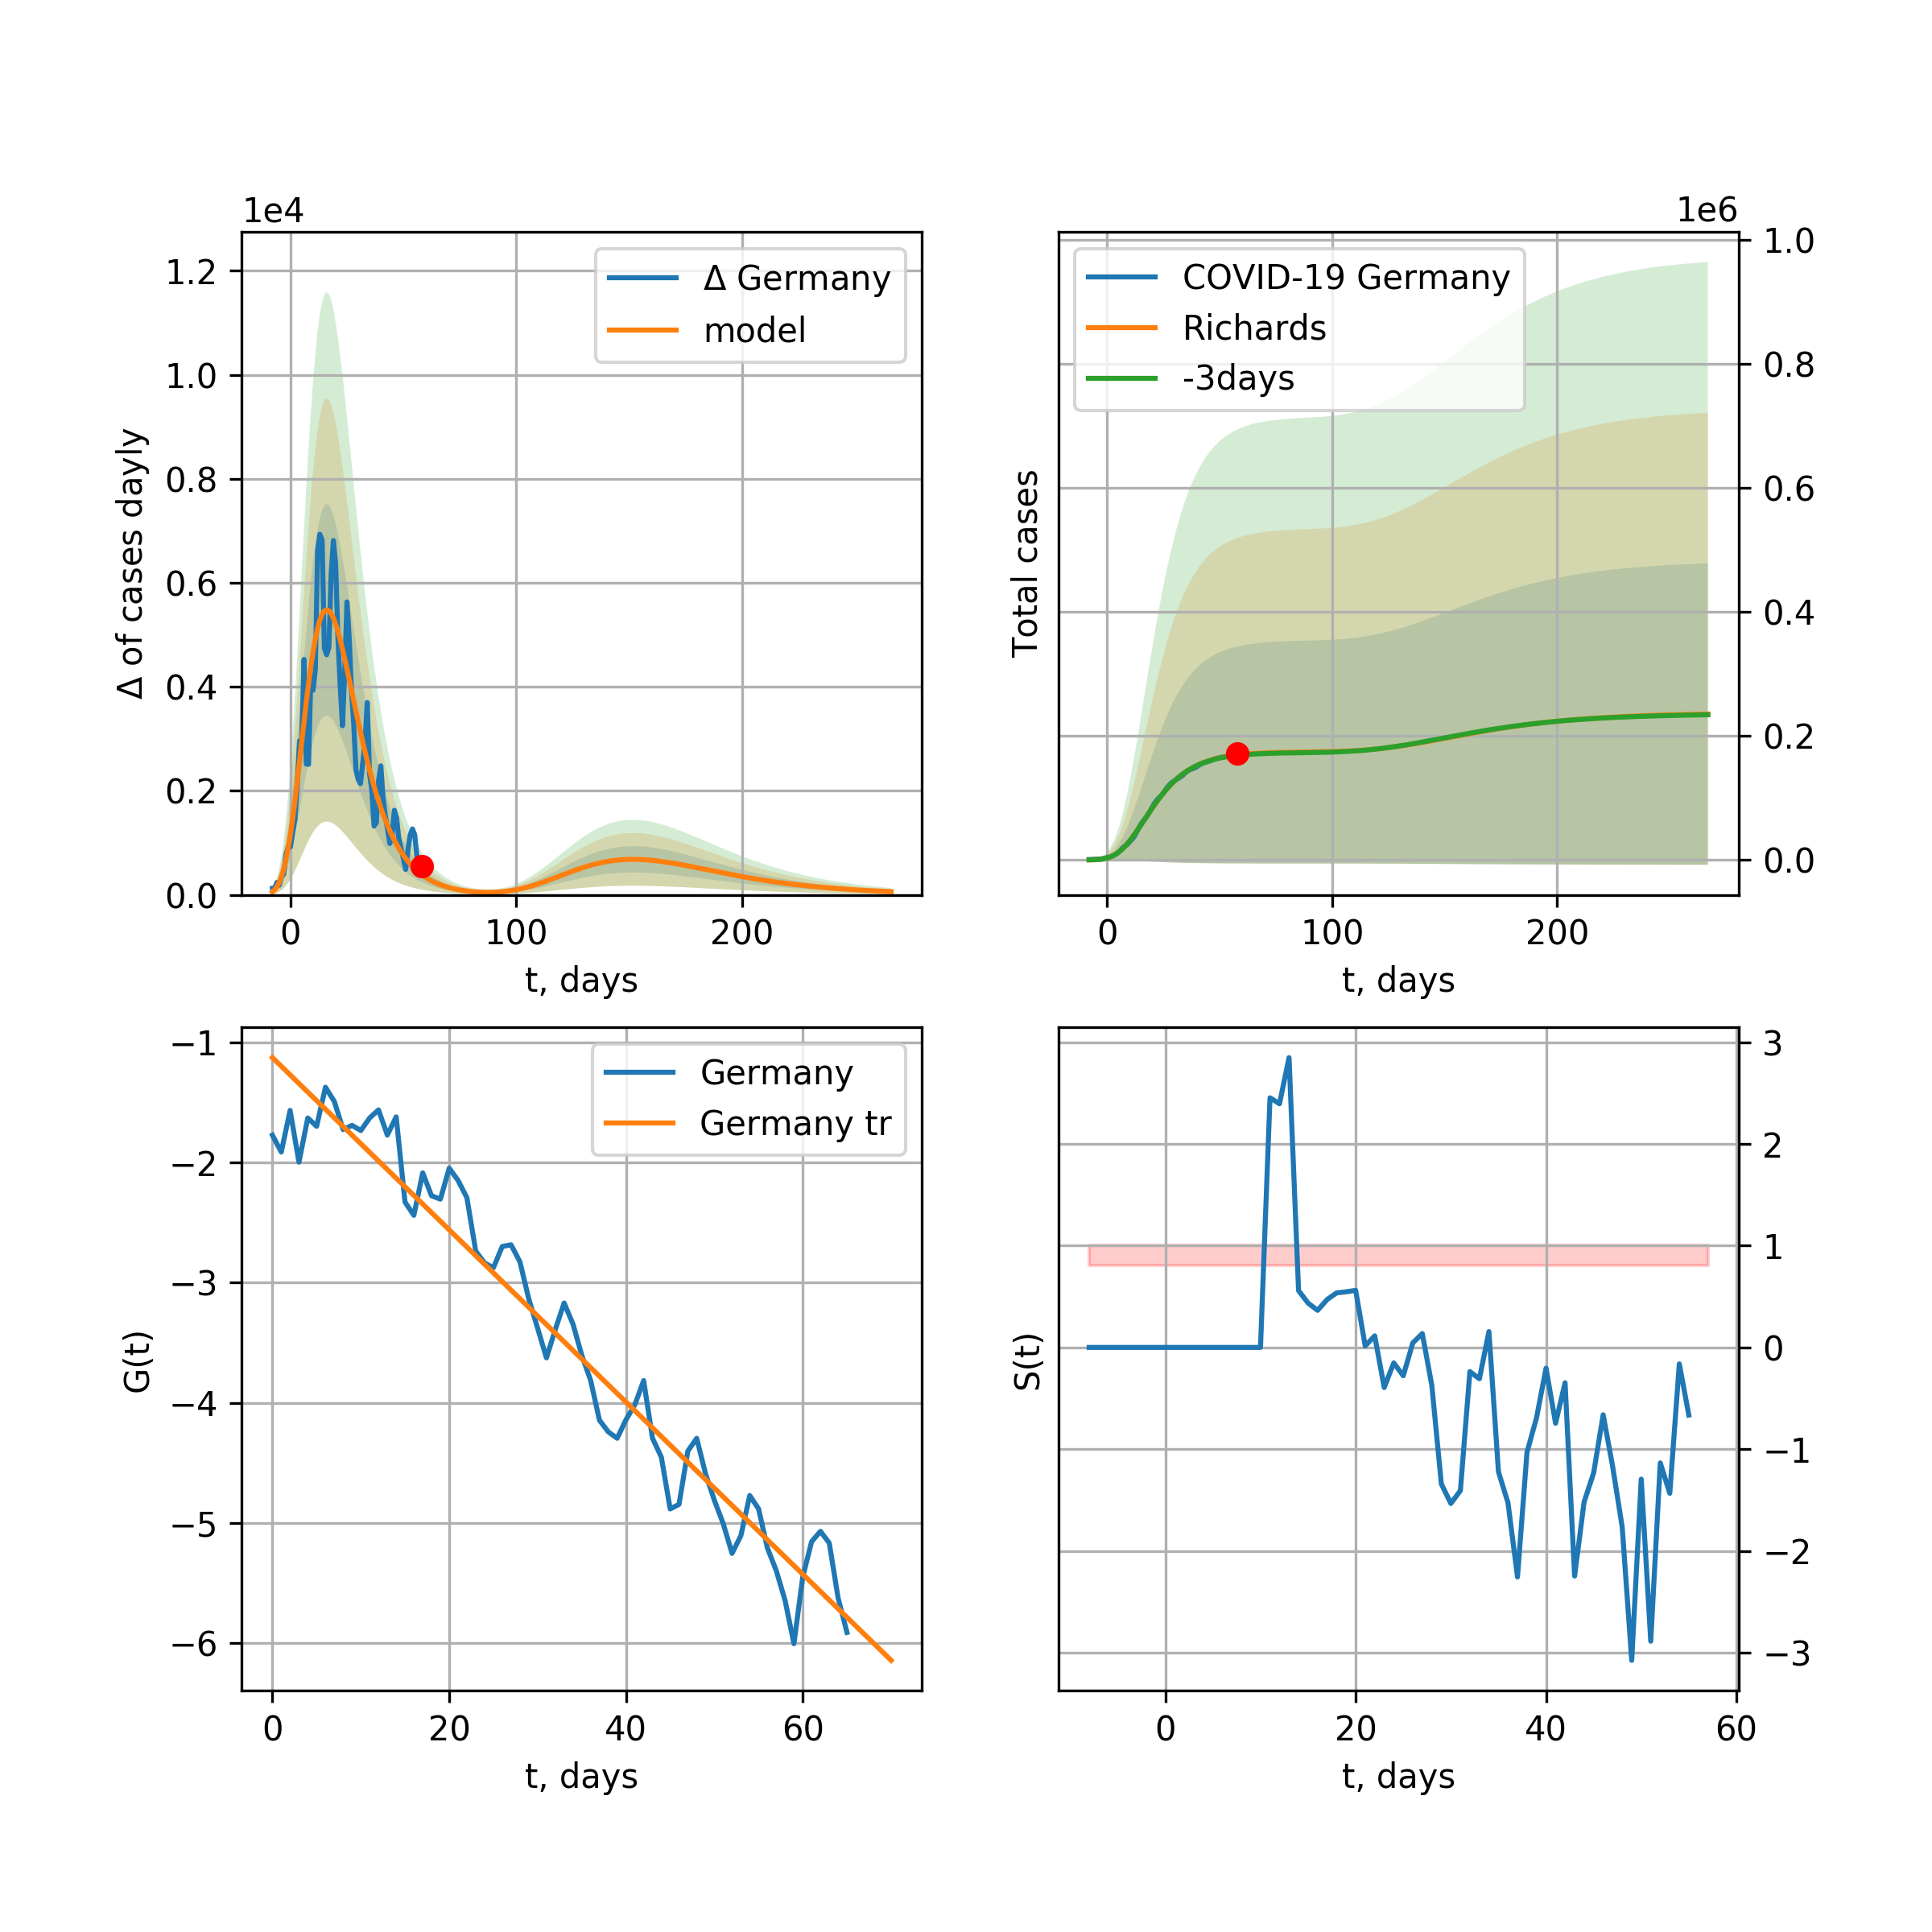 1e4
Δ of cases dayly
1.2
1.0
0.8
0.6
0.4
0.2
0.0
Δ Germany
model
0 100 200
t, days
1e6
Total cases
COVID-19 Germany
Richards
-3days
1.0
0.8
0.6
0.4
0.2
0.0
0 100 200
t, days
G(t)
−1
−2
−3
−4
−5
−6
Germany
Germany tr
0 20 40 60
t, days
S(t)
3
2
1
0
−1
−2
−3
0 20 40 60
t, days